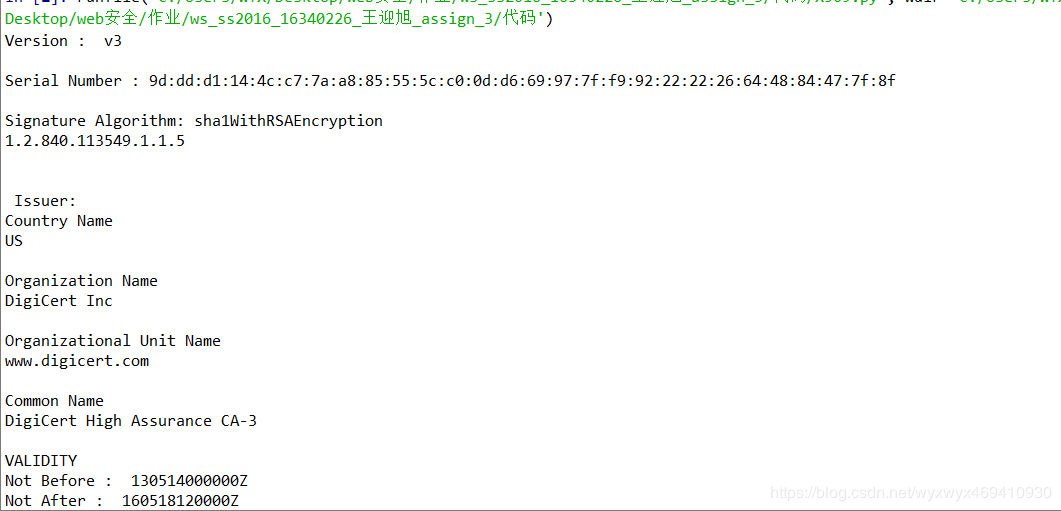 Desktop/web安全/作业/ws_ss2016_16340226_王迎旭_assign_3/代码')
Version :  v3
Serial Number : 9d:dd:d1:14:4c:c7:7a:a8:85:55:5c:c0:0d:d6:69:97:7f:f9:92:22:22:26:64:48:84:47:7f:8f
Signature Algorithm: sha1WithRSAEncryption
1.2.840.113549.1.1.5
Issuer:
Country Name
US
Organization Name
DigiCert Inc
Organizational Unit Name
www.digicert.com
Common Name
DigiCert High Assurance CA-3
VALIDITY
Not Before :  130514000000Z
Not After :  160518120000Z
https://blog.csdn.net/wyxwyx469410930